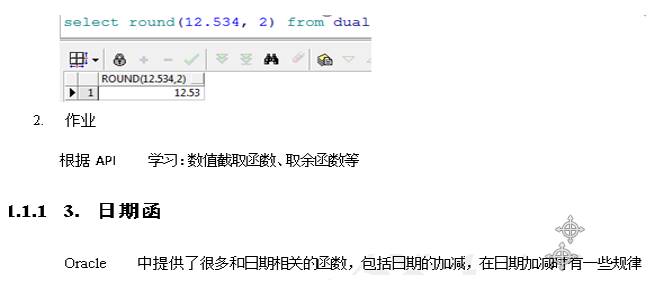 select round(12.534, 2) from dual
ROUND(12.534,2)
1 12.53
2. 作业
根据 API 学习：数值截取函数、取余函数等
1.1.1 3. 日期函
Oracle 中提供了很多和日期相关的函数，包括日期的加减，在日期加减时有一些规律